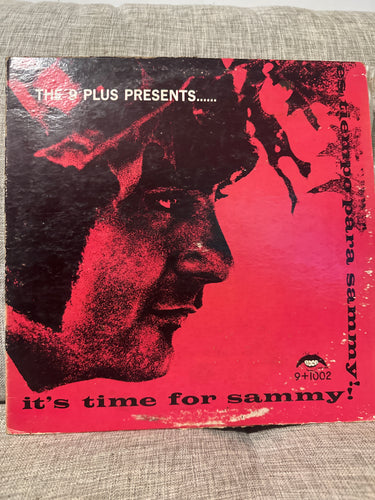 THE 9 PLUS PRESENTS......
es tiempo para sammy!
9+1002
it's time for sammy!